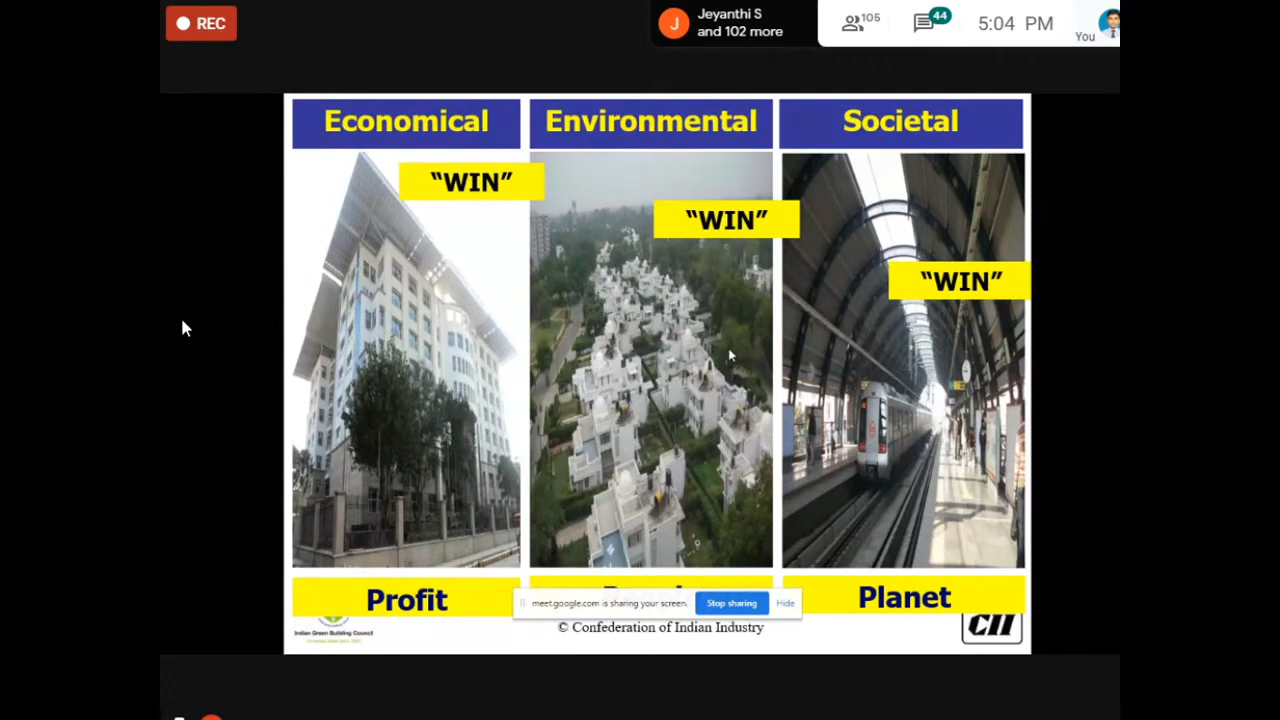 REC
Jeyanthi S
and 102 more
105
44
5:04 PM
You
Economical
Environmental
Societal
“WIN”
“WIN”
“WIN”
Profit
Planet
meet.google.com is sharing your screen.
Stop sharing
Hide
Indian Green Building Council
© Confederation of Indian Industry
CII